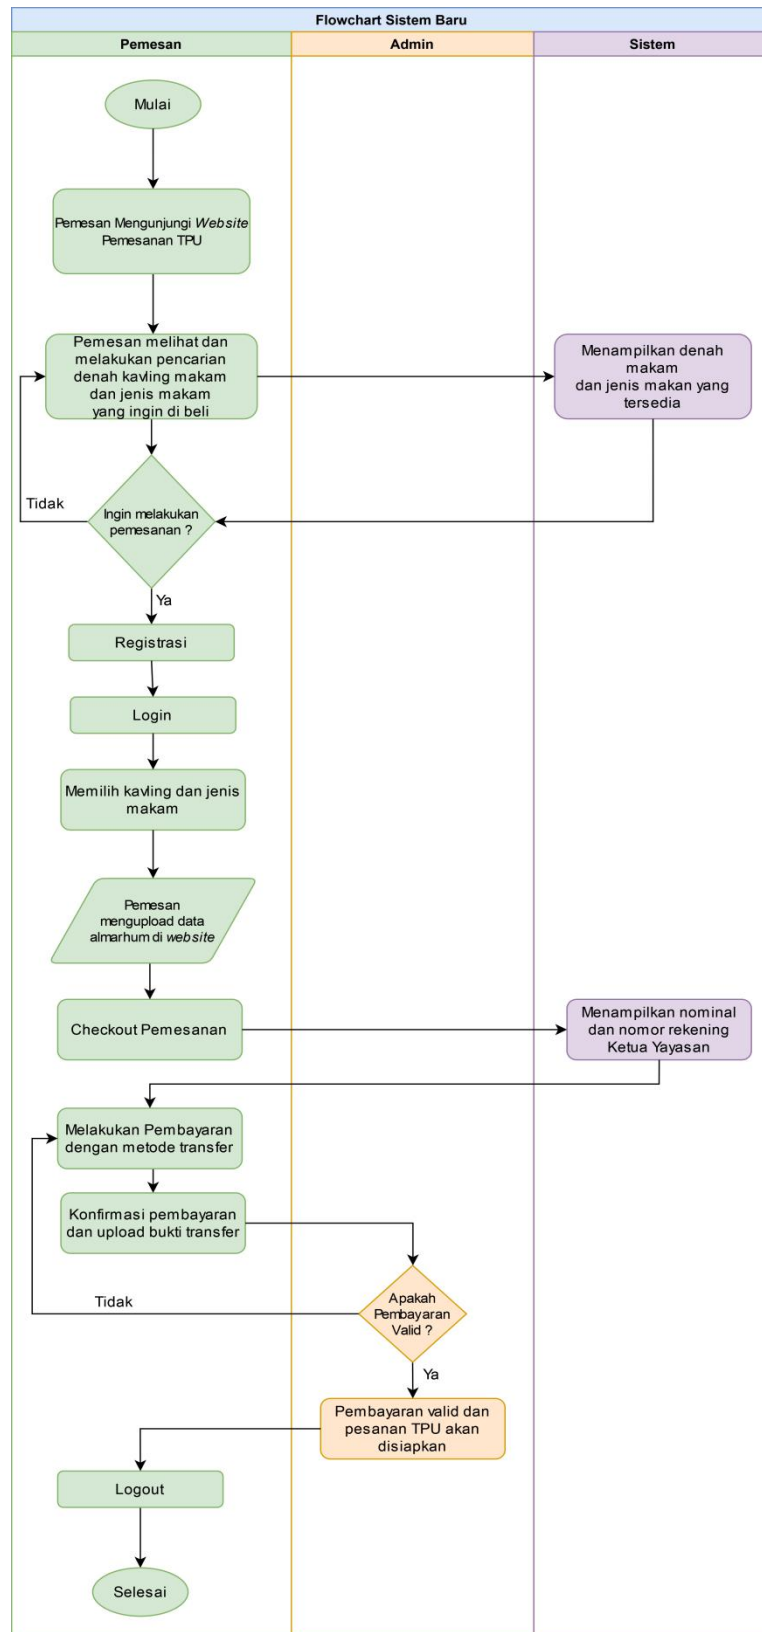 Flowchart Sistem Baru
Pemesan
Admin
Sistem
Mulai
Pemesan Mengunjungi Website
Pemesanan TPU
Pemesan melihat dan
melakukan pencarian
denah kavling makam
dan jenis makam
yang ingin di beli
Menampilkan denah
makam
dan jenis makan yang
tersedia
Tidak
Ingin melakukan
pemesanan ?
Ya
Registrasi
Login
Memilih kavling dan jenis
makam
Pemesan
mengupload data
almarhum di website
Checkout Pemesanan
Menampilkan nominal
dan nomor rekening
Ketua Yayasan
Melakukan Pembayaran
dengan metode transfer
Konfirmasi pembayaran
dan upload bukti transfer
Tidak
Apakah
Pembayaran
Valid ?
Ya
Pembayaran valid dan
pesanan TPU akan
disiapkan
Logout
Selesai